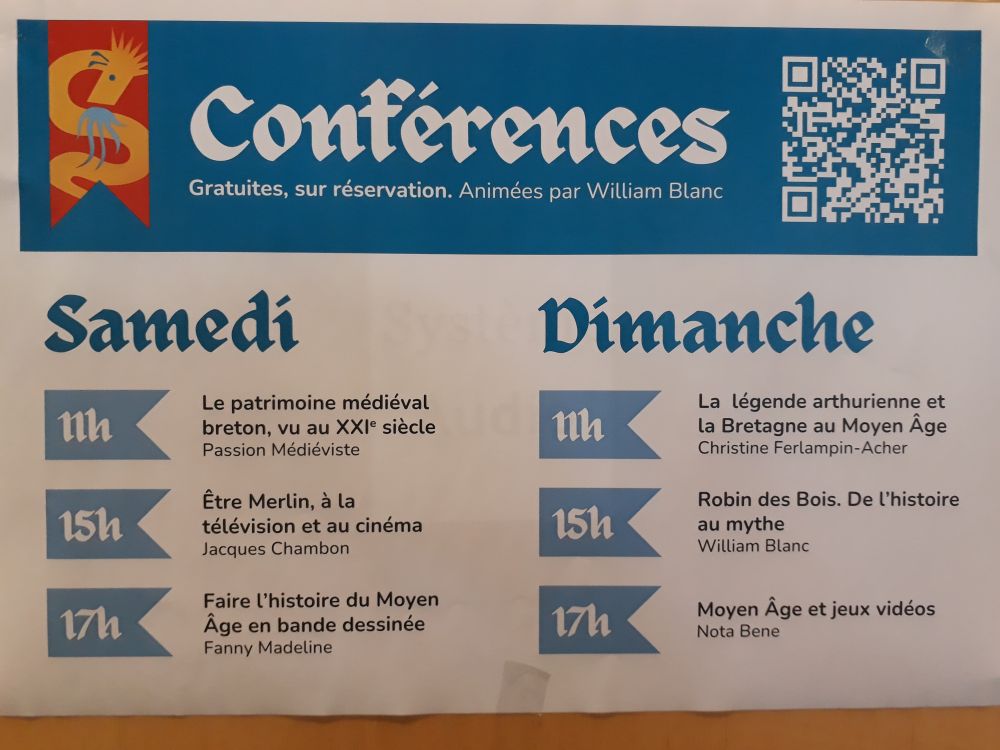 Conférences
Gratuites, sur réservation. Animées par William Blanc
Samedi
11h
Le patrimoine médiéval
breton, vu au XXIᵉ siècle
Passion Médiéviste
15h
Être Merlin, à la
télévision et au cinéma
Jacques Chambon
17h
Faire l'histoire du Moyen
Âge en bande dessinée
Fanny Madeline
Dimanche
11h
La légende arthurienne et
la Bretagne au Moyen Âge
Christine Ferlampin-Acher
15h
Robin des Bois. De l'histoire
au mythe
William Blanc
17h
Moyen Âge et jeux vidéos
Nota Bene